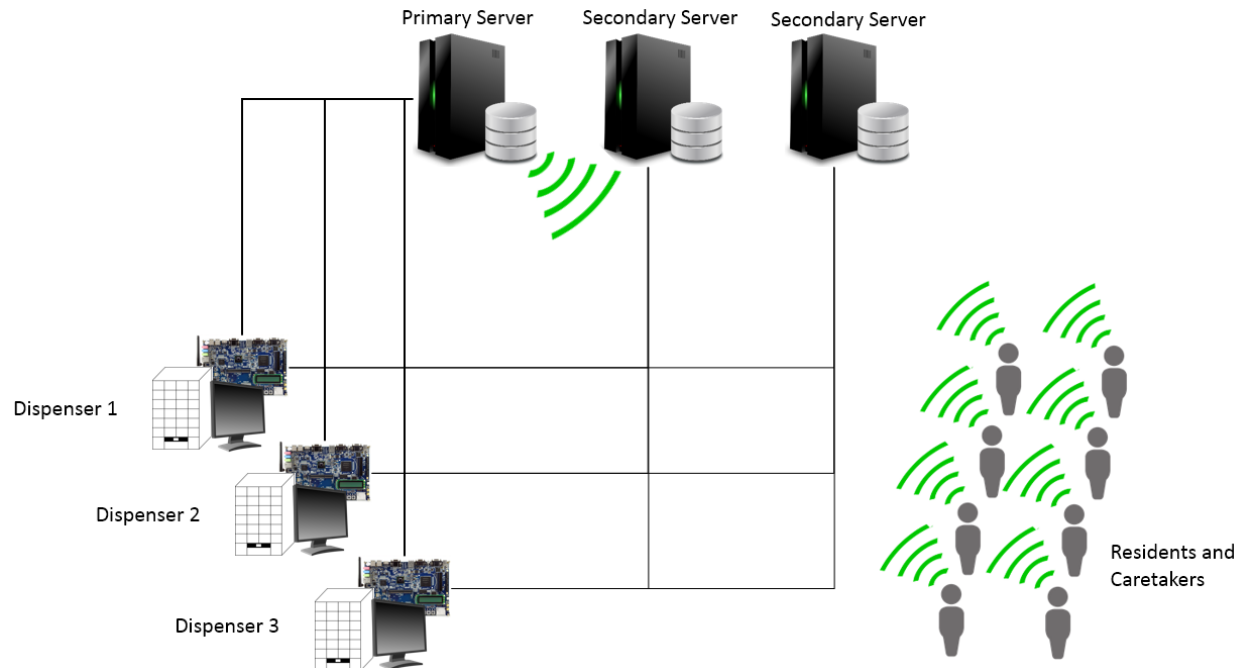 Primary Server
Secondary Server
Secondary Server
Dispenser 1
Dispenser 2
Dispenser 3
Residents and
Caretakers